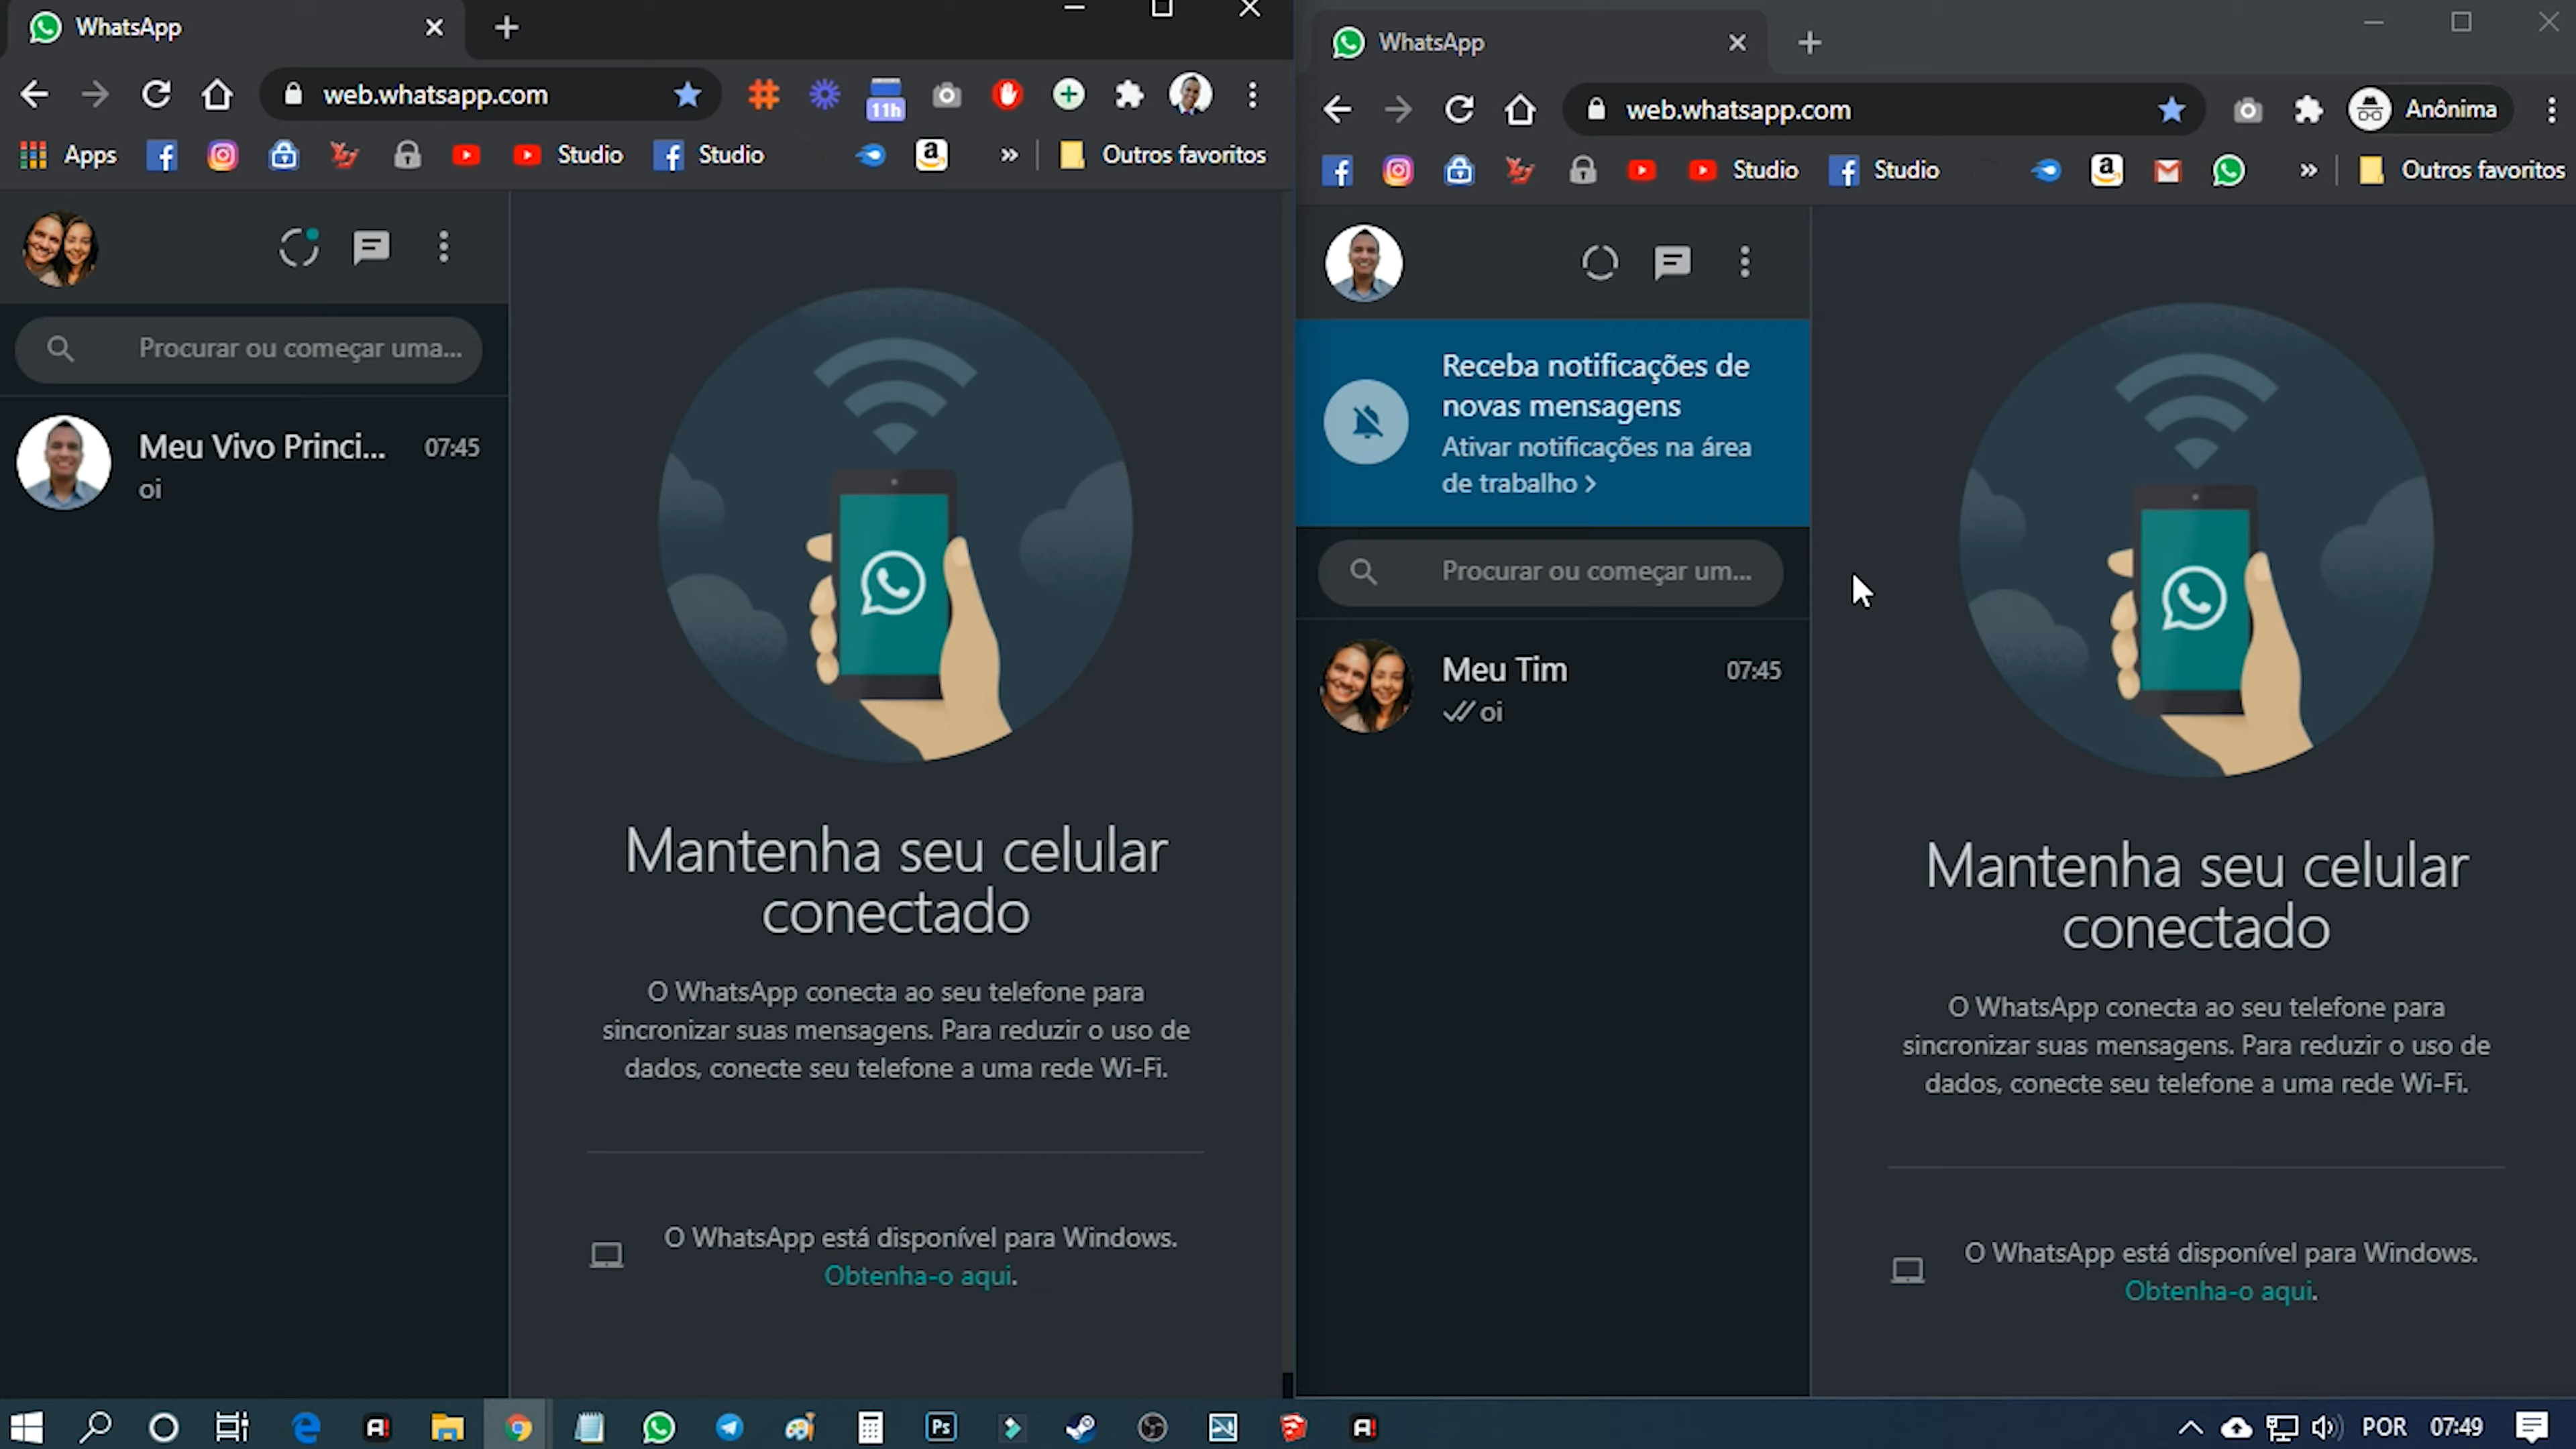 WhatsApp
web.whatsapp.com
11h
Apps
Studio
Studio
Outros favoritos
Procurar ou começar uma...
Meu Vivo Princi...
07:45
oi
Mantenha seu celular
conectado
O WhatsApp conecta ao seu telefone para
sincronizar suas mensagens. Para reduzir o uso de
dados, conecte seu telefone a uma rede Wi-Fi.
O WhatsApp está disponível para Windows.
Obtenha-o aqui.
WhatsApp
web.whatsapp.com
Anônima
Studio
Studio
Outros favoritos
Receba notificações de
novas mensagens
Ativar notificações na área
de trabalho >
Procurar ou começar um...
Meu Tim
07:45
oi
Mantenha seu celular
conectado
O WhatsApp conecta ao seu telefone para
sincronizar suas mensagens. Para reduzir o uso de
dados, conecte seu telefone a uma rede Wi-Fi.
O WhatsApp está disponível para Windows.
Obtenha-o aqui.
A!
Ps
A!
POR
07:49